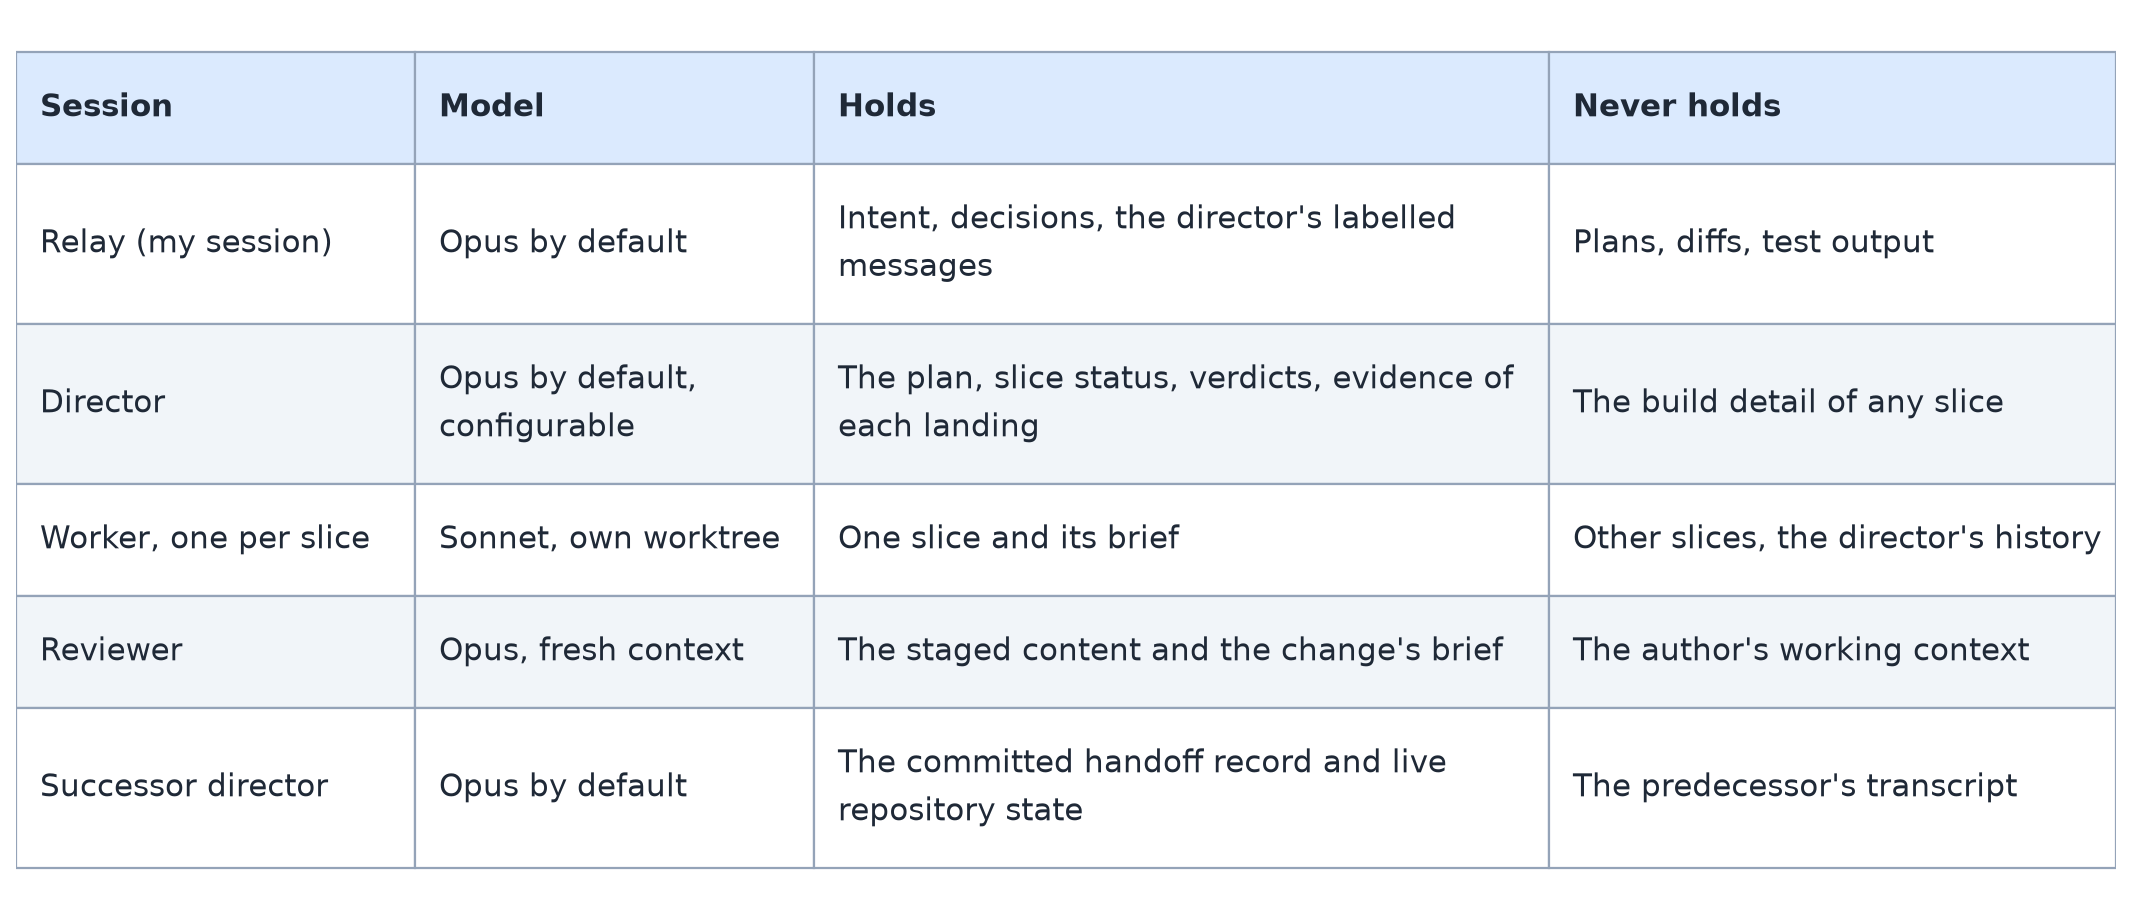 Session Model Holds Never holds
Relay (my session) Opus by default Intent, decisions, the director's labelled
messages Plans, diffs, test output
Director Opus by default,
configurable The plan, slice status, verdicts, evidence of
each landing The build detail of any slice
Worker, one per slice Sonnet, own worktree One slice and its brief Other slices, the director's history
Reviewer Opus, fresh context The staged content and the change's brief The author's working context
Successor director Opus by default The committed handoff record and live
repository state The predecessor's transcript